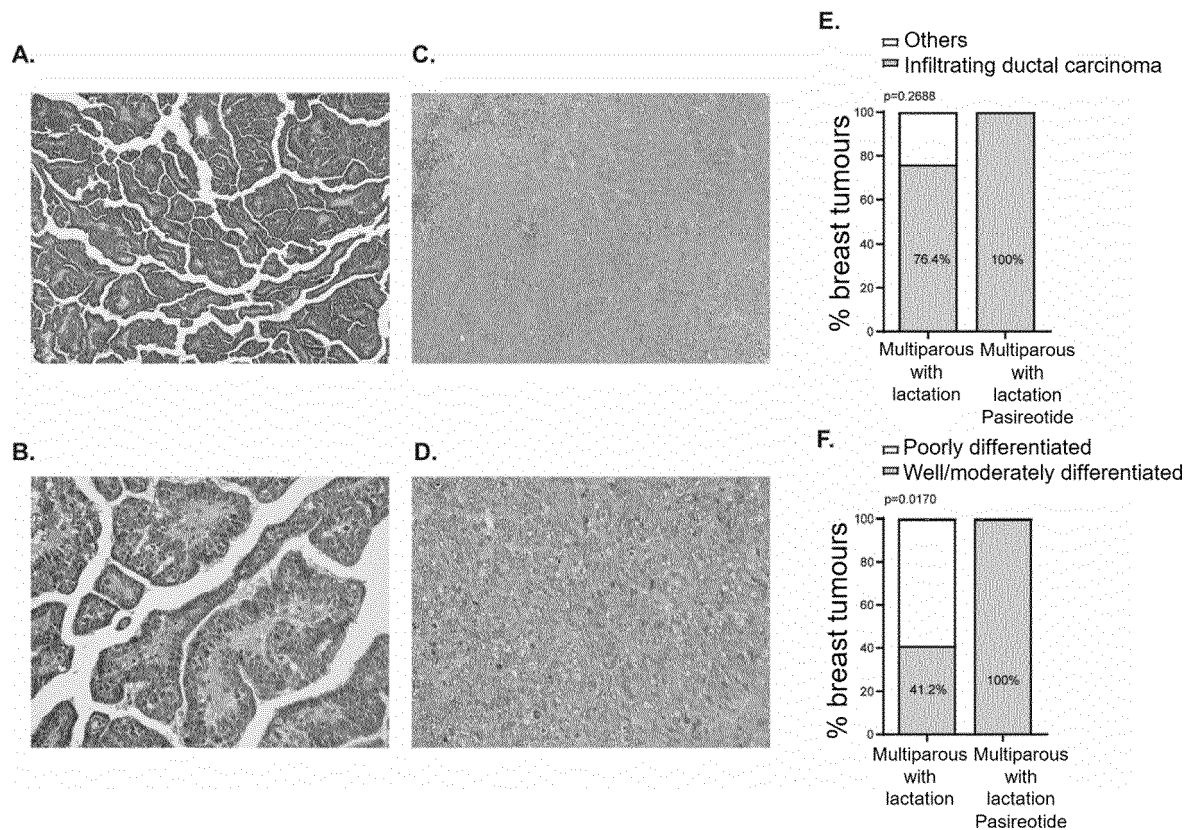 A.
C.
E.
Others
Infiltrating ductal carcinoma
p=0.2688
% breast tumours
100
80
60
40
20
0
76.4%
100%
Multiparous
with
lactation
Multiparous
with
lactation
Pasireotide
B.
D.
F.
Poorly differentiated
Well/moderately differentiated
p=0.0170
% breast tumours
100
80
60
40
20
0
41.2%
100%
Multiparous
with
lactation
Multiparous
with
lactation
Pasireotide